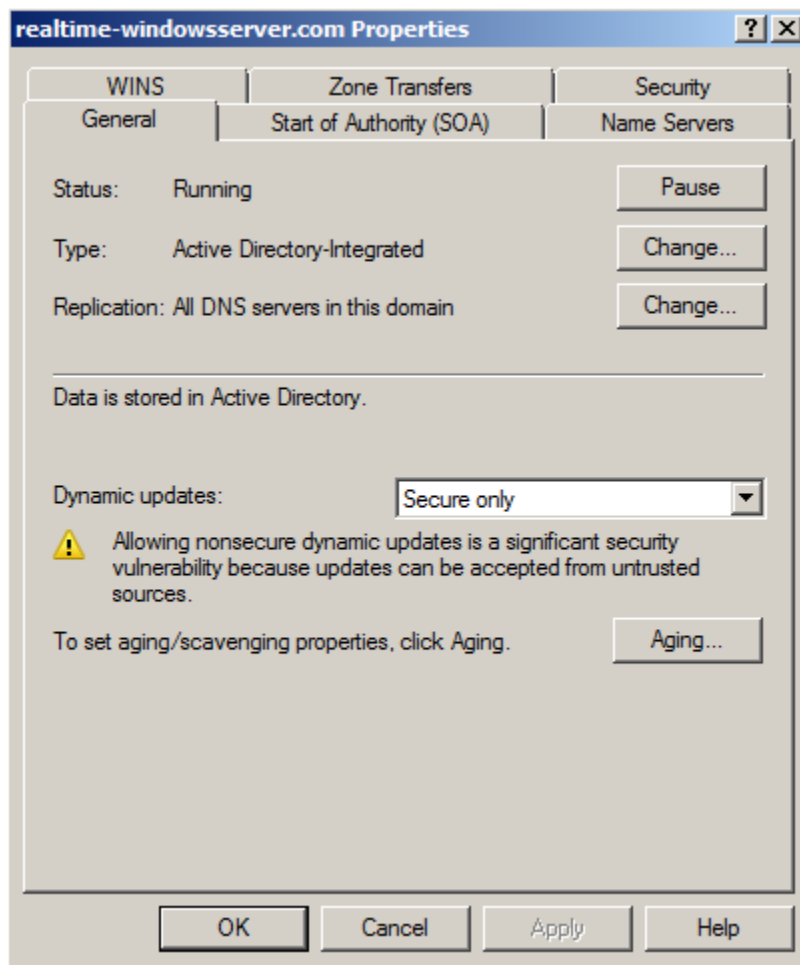 realtime-windowsserver.com Properties
WINS Zone Transfers Security
General Start of Authority (SOA) Name Servers
Status: Running Pause
Type: Active Directory-Integrated Change...
Replication: All DNS servers in this domain Change...
Data is stored in Active Directory.
Dynamic updates: Secure only
Allowing nonsecure dynamic updates is a significant security
vulnerability because updates can be accepted from untrusted
sources.
To set aging/scavenging properties, click Aging. Aging...
OK Cancel Apply Help